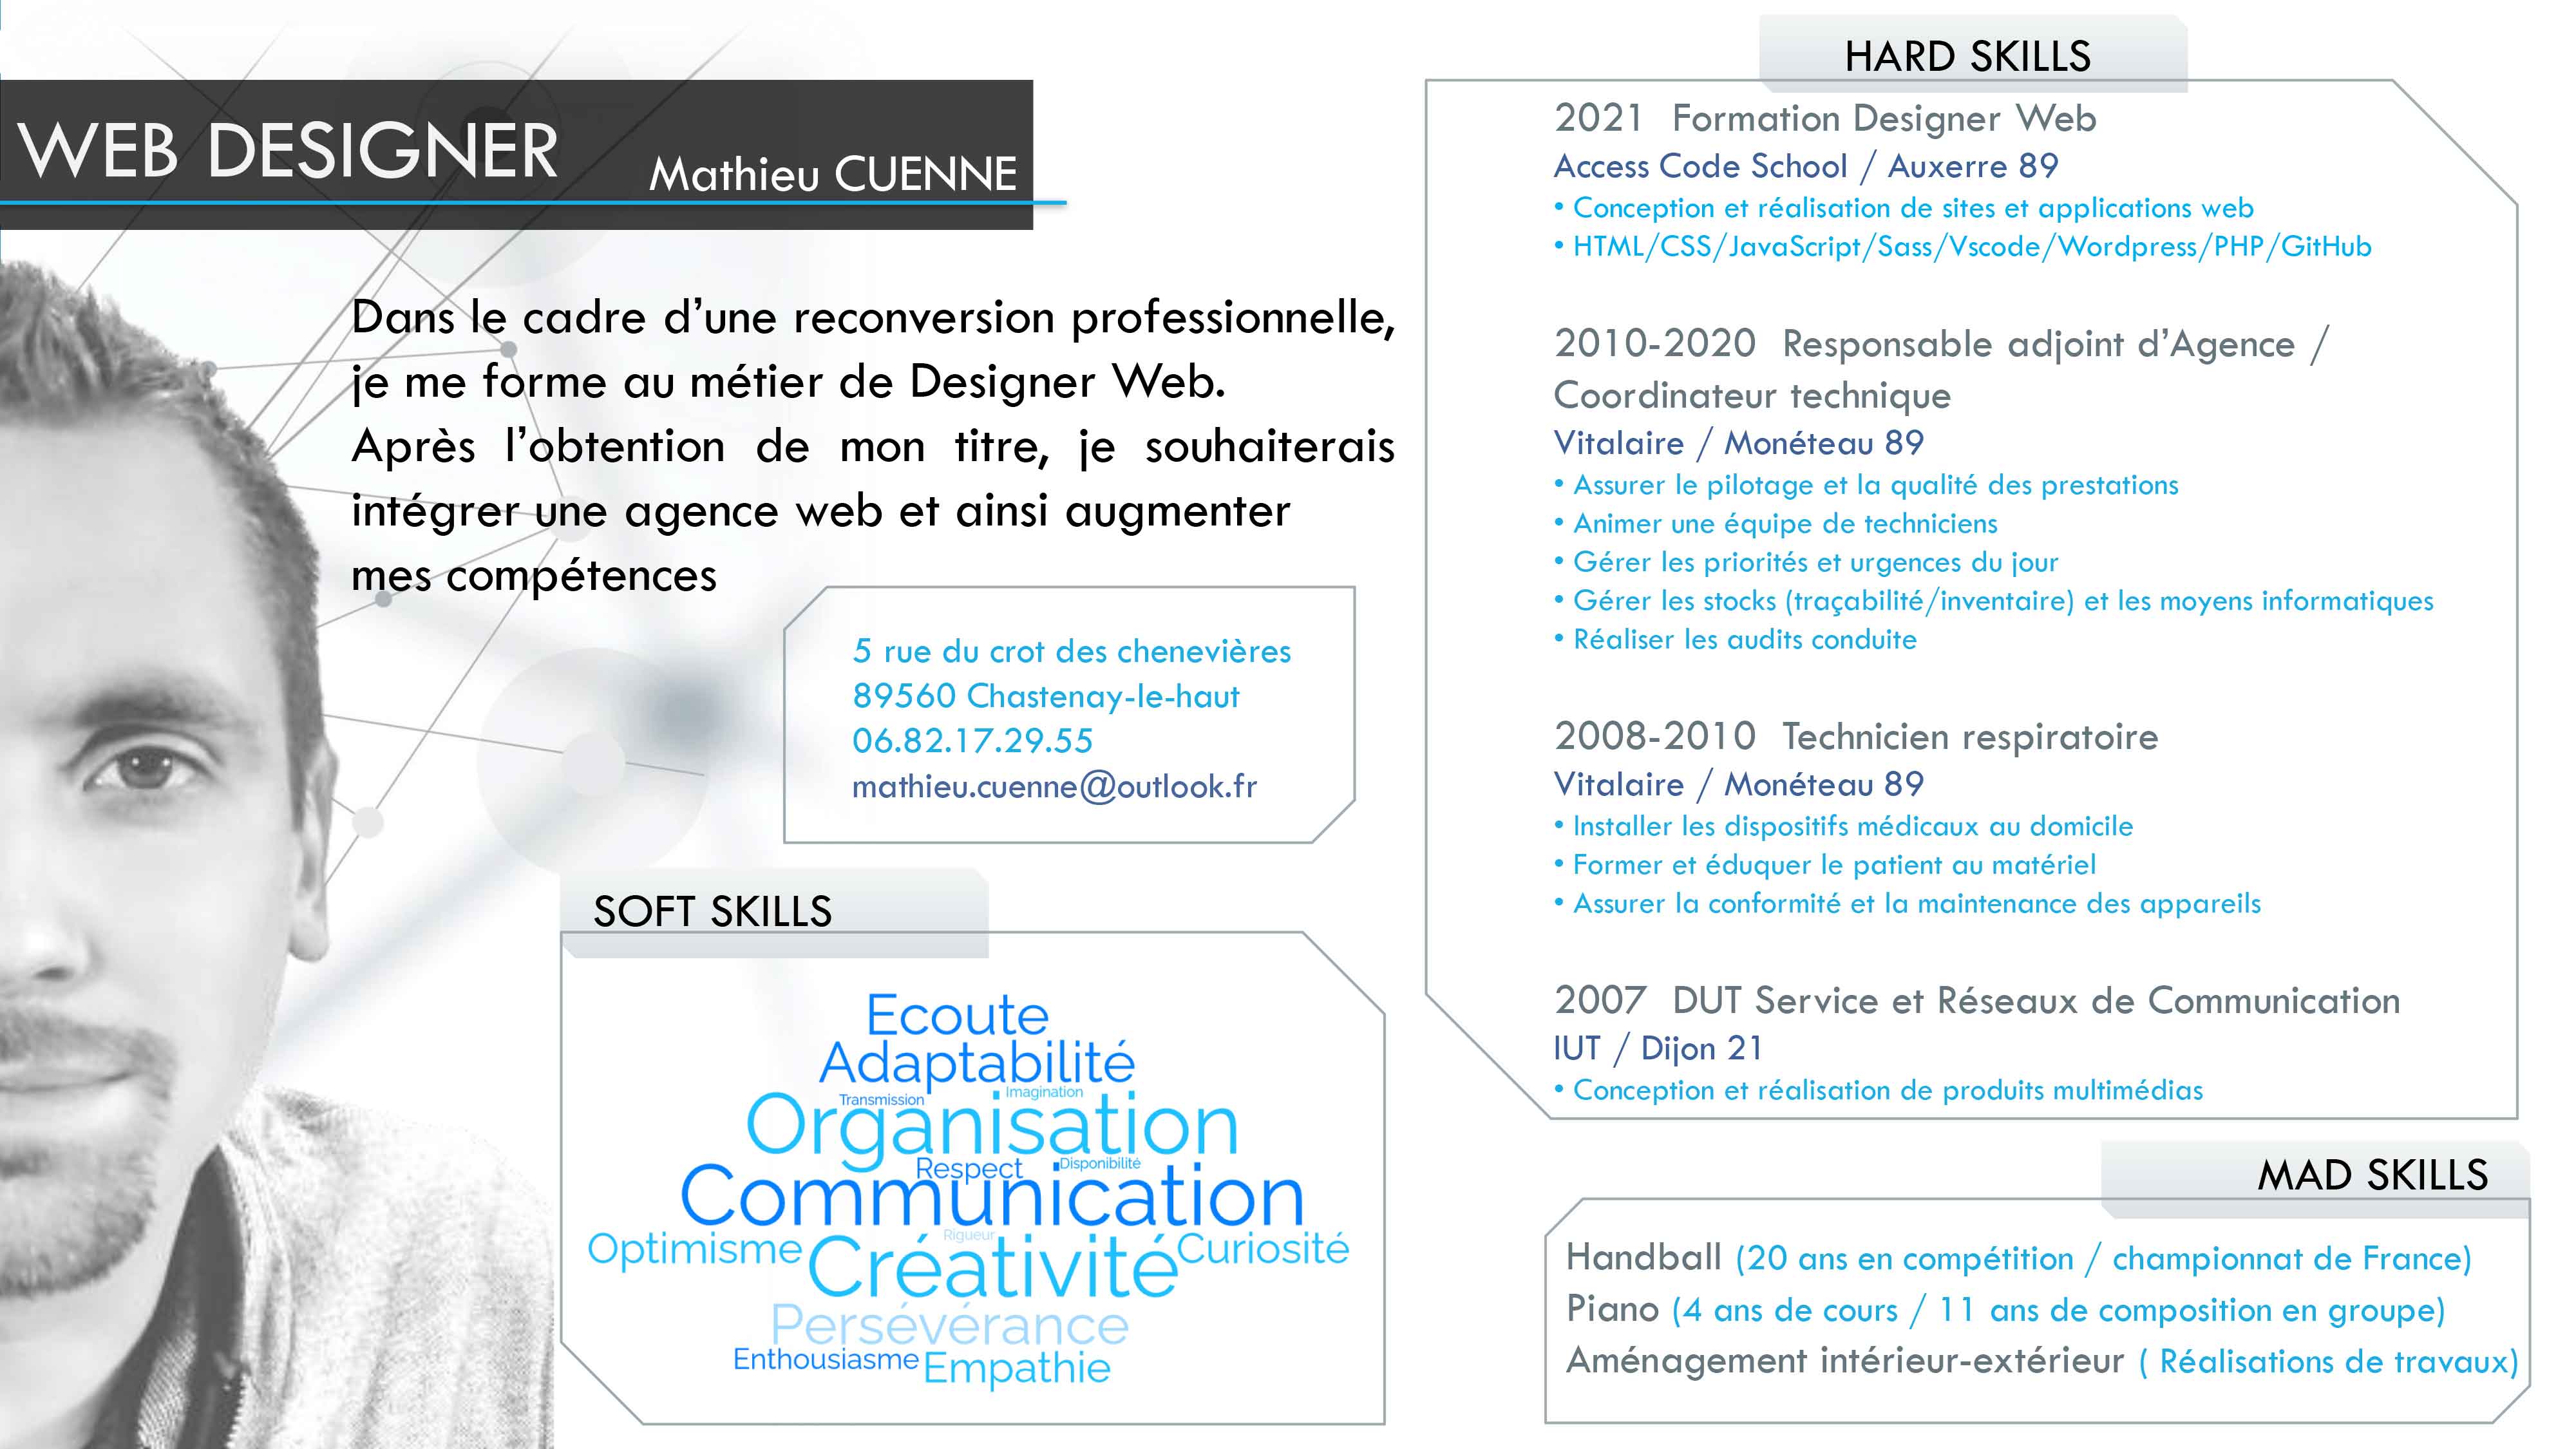 WEB DESIGNER
Mathieu CUENNE
Dans le cadre d’une reconversion professionnelle,
je me forme au métier de Designer Web.
Après l’obtention de mon titre, je souhaiterais
intégrer une agence web et ainsi augmenter
mes compétences
5 rue du crot des chenevières
89560 Chastenay-le-haut
06.82.17.29.55
mathieu.cuenne@outlook.fr
SOFT SKILLS
Ecoute
Adaptabilité
Imagination
Transmission
Organisation
Respect
Disponibilité
Communication
Rigueur
Optimisme
Créativité
Curiosité
Persévérance
Enthousiasme
Empathie
HARD SKILLS
2021 Formation Designer Web
Access Code School / Auxerre 89
• Conception et réalisation de sites et applications web
• HTML/CSS/JavaScript/Sass/Vscode/Wordpress/PHP/GitHub
2010-2020 Responsable adjoint d’Agence /
Coordinateur technique
Vitalaire / Monéteau 89
• Assurer le pilotage et la qualité des prestations
• Animer une équipe de techniciens
• Gérer les priorités et urgences du jour
• Gérer les stocks (traçabilité/inventaire) et les moyens informatiques
• Réaliser les audits conduite
2008-2010 Technicien respiratoire
Vitalaire / Monéteau 89
• Installer les dispositifs médicaux au domicile
• Former et éduquer le patient au matériel
• Assurer la conformité et la maintenance des appareils
2007 DUT Service et Réseaux de Communication
IUT / Dijon 21
• Conception et réalisation de produits multimédias
MAD SKILLS
Handball (20 ans en compétition / championnat de France)
Piano (4 ans de cours / 11 ans de composition en groupe)
Aménagement intérieur-extérieur ( Réalisations de travaux)